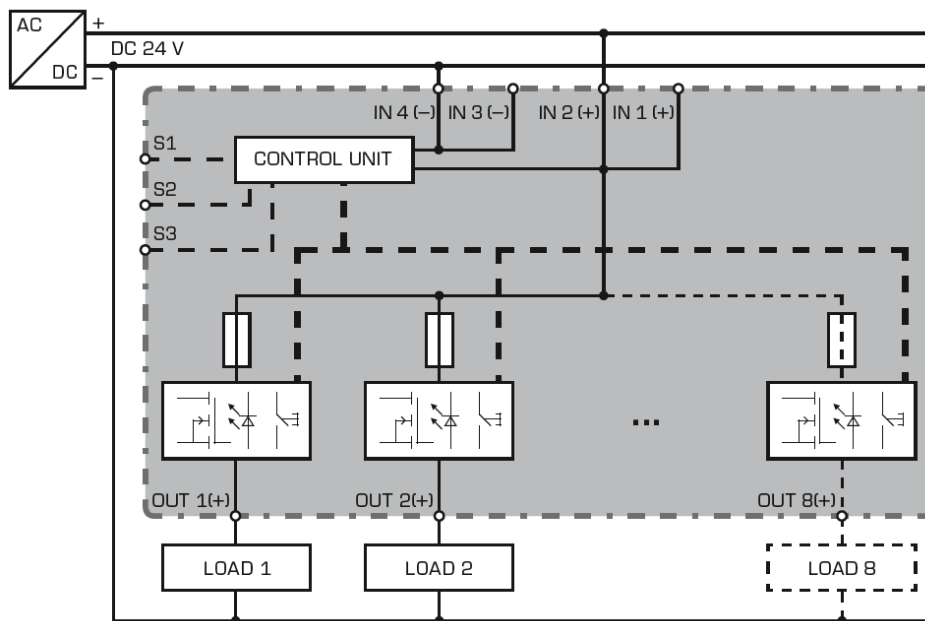 AC
+
DC 24 V
DC
–
IN 4 (–) IN 3 (–) IN 2 (+) IN 1 (+)
S1
CONTROL UNIT
S2
S3
...
OUT 1(+) OUT 2(+) OUT 8(+)
LOAD 1 LOAD 2 LOAD 8